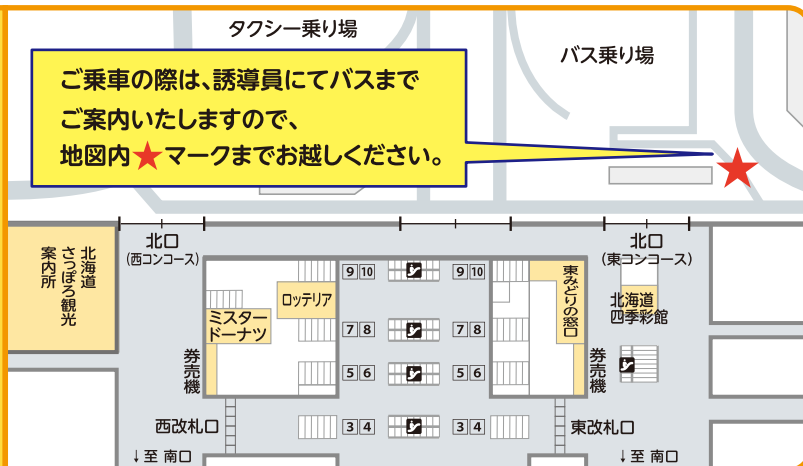 タクシー乗り場
バス乗り場
ご乗車の際は、誘導員にてバスまで
ご案内いたしますので、
地図内★マークまでお越しください。
北口
(西コンコース)
北口
(東コンコース)
北海道
さっぽろ観光
案内所
9 10
9 10
ロッテリア
東みどりの窓口
北海道
四季彩館
ミスター
ドーナツ
7 8
7 8
券売機
5 6
5 6
券売機
西改札口
3 4
3 4
東改札口
↓至 南口
↓至 南口